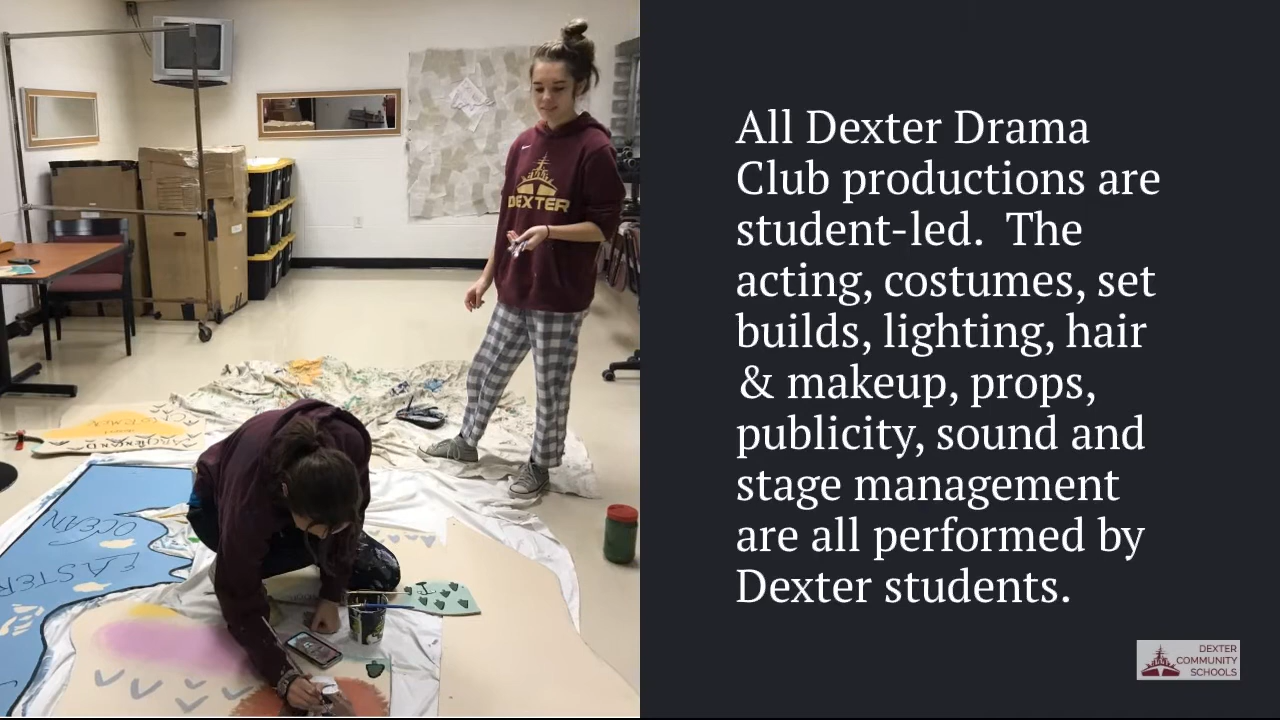 All Dexter Drama
Club productions are
student-led.  The
acting, costumes, set
builds, lighting, hair
& makeup, props,
publicity, sound and
stage management
are all performed by
Dexter students.
DEXTER
COMMUNITY
SCHOOLS
DEXTER
ARCHENLAND
EASTER
OCEAN